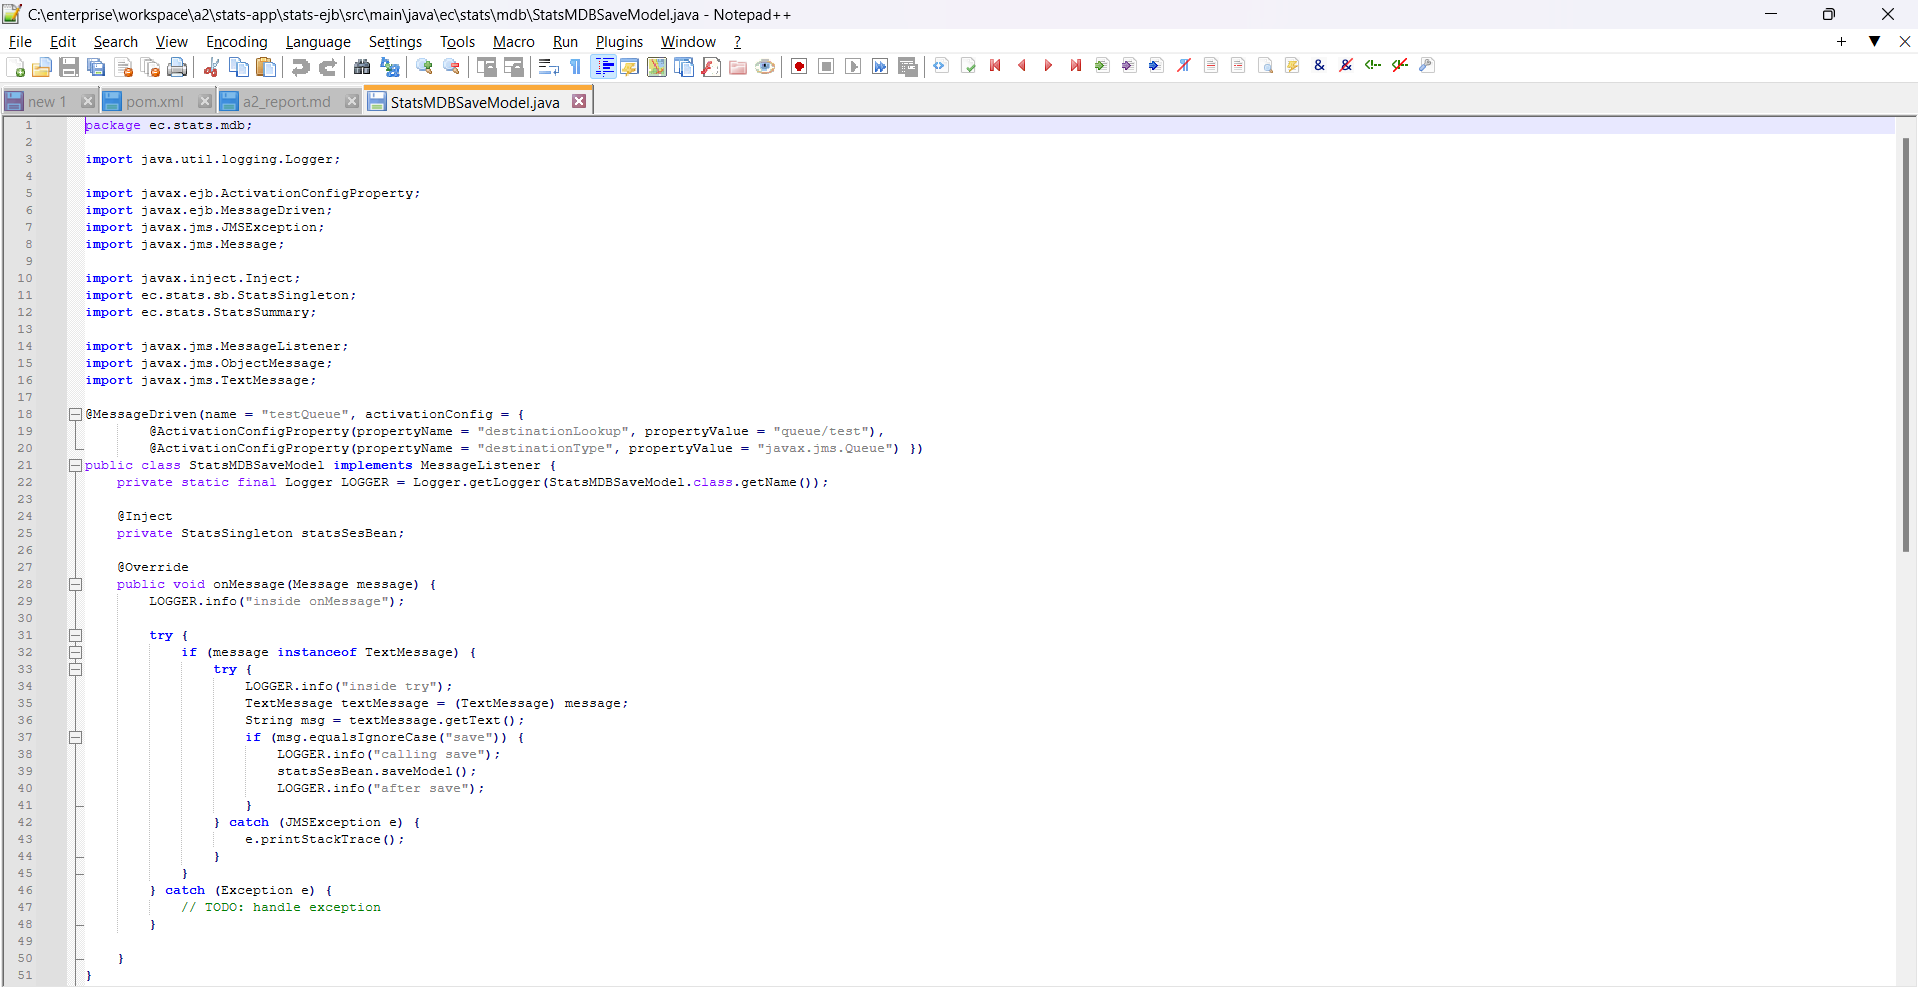 C:\enterprise\workspace\a2\stats-app\stats-ejb\src\main\java\ec\stats\mdb\StatsMDBSaveModel.java - Notepad++
File Edit Search View Encoding Language Settings Tools Macro Run Plugins Window ?
new 1 pom.xml a2_report.md StatsMDBSaveModel.java
1 package ec.stats.mdb;
2
3 import java.util.logging.Logger;
4
5 import javax.ejb.ActivationConfigProperty;
6 import javax.ejb.MessageDriven;
7 import javax.jms.JMSException;
8 import javax.jms.Message;
9
10 import javax.inject.Inject;
11 import ec.stats.sb.StatsSingleton;
12 import ec.stats.StatsSummary;
13
14 import javax.jms.MessageListener;
15 import javax.jms.ObjectMessage;
16 import javax.jms.TextMessage;
17
18 @MessageDriven(name = "testQueue", activationConfig = {
19 @ActivationConfigProperty(propertyName = "destinationLookup", propertyValue = "queue/test"),
20 @ActivationConfigProperty(propertyName = "destinationType", propertyValue = "javax.jms.Queue") })
21 public class StatsMDBSaveModel implements MessageListener {
22 private static final Logger LOGGER = Logger.getLogger(StatsMDBSaveModel.class.getName());
23
24 @Inject
25 private StatsSingleton statsSesBean;
26
27 @Override
28 public void onMessage(Message message) {
29 LOGGER.info("inside onMessage");
30
31 try {
32 if (message instanceof TextMessage) {
33 try {
34 LOGGER.info("inside try");
35 TextMessage textMessage = (TextMessage) message;
36 String msg = textMessage.getText();
37 if (msg.equalsIgnoreCase("save")) {
38 LOGGER.info("calling save");
39 statsSesBean.saveModel();
40 LOGGER.info("after save");
41 }
42 } catch (JMSException e) {
43 e.printStackTrace();
44 }
45 }
46 } catch (Exception e) {
47 // TODO: handle exception
48 }
49
50 }
51 }